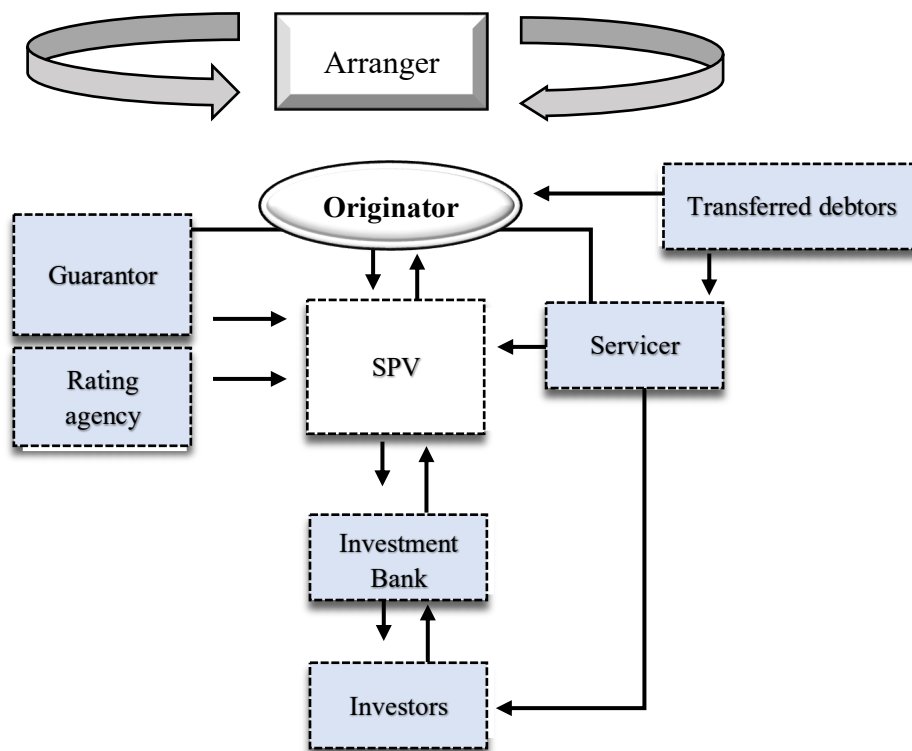 Arranger
Originator
Transferred debtors
Guarantor
Servicer
SPV
Rating
agency
Investment
Bank
Investors